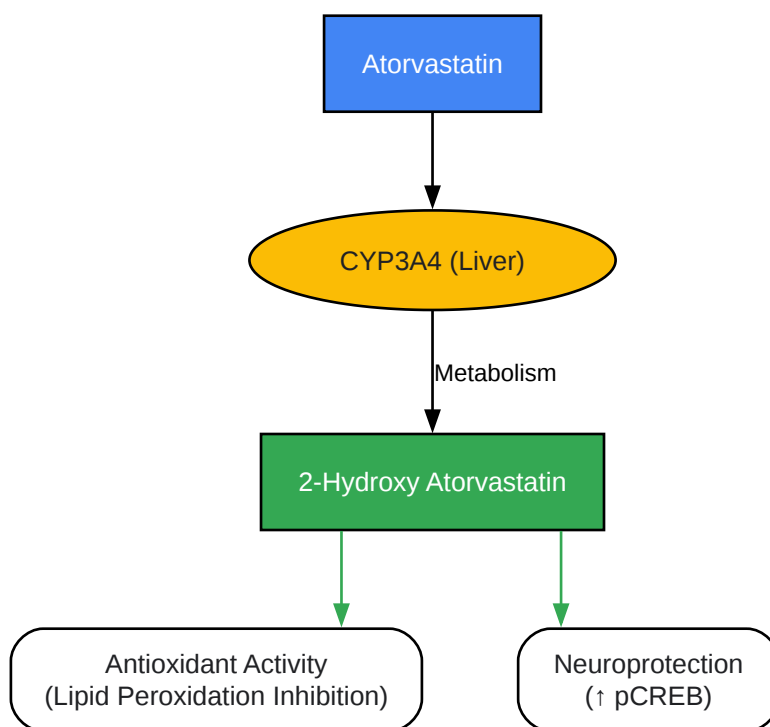 Atorvastatin
CYP3A4 (Liver)
Metabolism
2-Hydroxy Atorvastatin
Antioxidant Activity
(Lipid Peroxidation Inhibition)
Neuroprotection
(↑ pCREB)